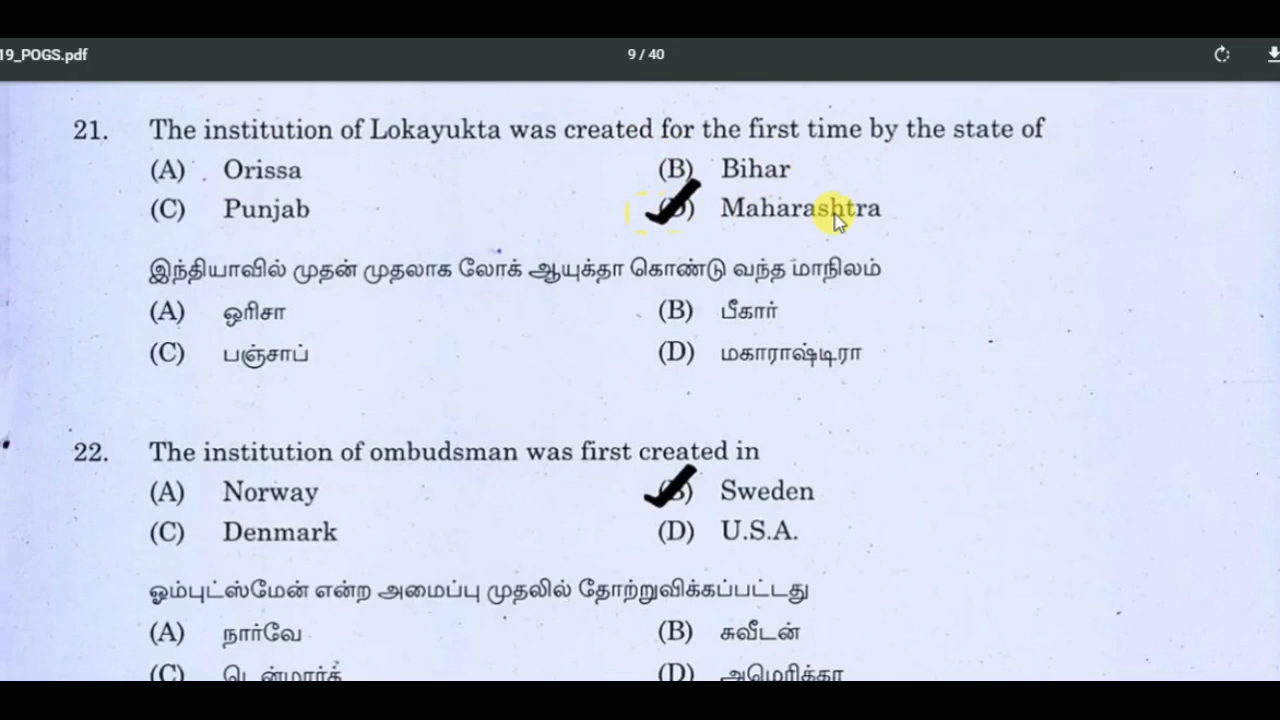 19_POGS.pdf
9 / 40
21. The institution of Lokayukta was created for the first time by the state of
(A) Orissa (B) Bihar
(C) Punjab (D) Maharashtra
இந்தியாவில் முதன் முதலாக லோக் ஆயுக்தா கொண்டு வந்த மாநிலம்
(A) ஒரிசா (B) பீகார்
(C) பஞ்சாப் (D) மகாராஷ்டிரா
22. The institution of ombudsman was first created in
(A) Norway (B) Sweden
(C) Denmark (D) U.S.A.
ஓம்புட்ஸ்மேன் என்ற அமைப்பு முதலில் தோற்றுவிக்கப்பட்டது
(A) நார்வே (B) சுவீடன்
(C) டென்மார்க் (D) அமெரிக்கா